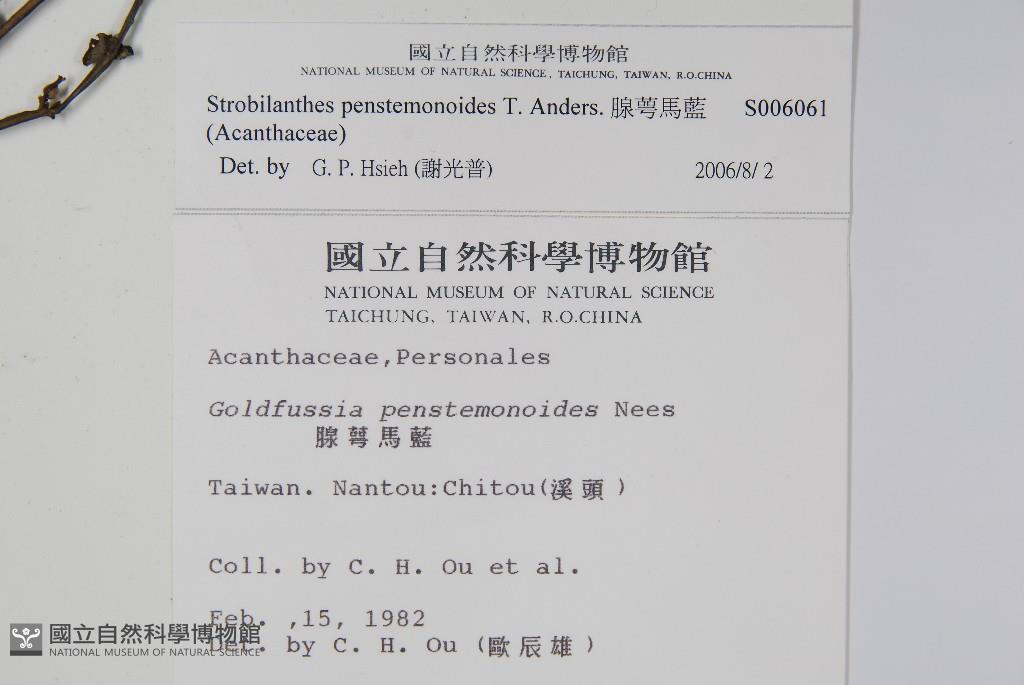 國立自然科學博物館
NATIONAL MUSEUM OF NATURAL SCIENCE, TAICHUNG, TAIWAN, R.O.CHINA
Strobilanthes penstemonoides T. Anders. 腺萼馬藍 S006061
(Acanthaceae)
Det. by G. P. Hsieh (謝光普) 2006/8/ 2
國立自然科學博物館
NATIONAL MUSEUM OF NATURAL SCIENCE
TAICHUNG, TAIWAN, R.O.CHINA
Acanthaceae,Personales
Goldfussia penstemonoides Nees
腺萼馬藍
Taiwan. Nantou:Chitou(溪頭)
Coll. by C. H. Ou et al.
Feb. ,15, 1982
Det. by C. H. Ou (歐辰雄)
國立自然科學博物館
NATIONAL MUSEUM OF NATURAL SCIENCE